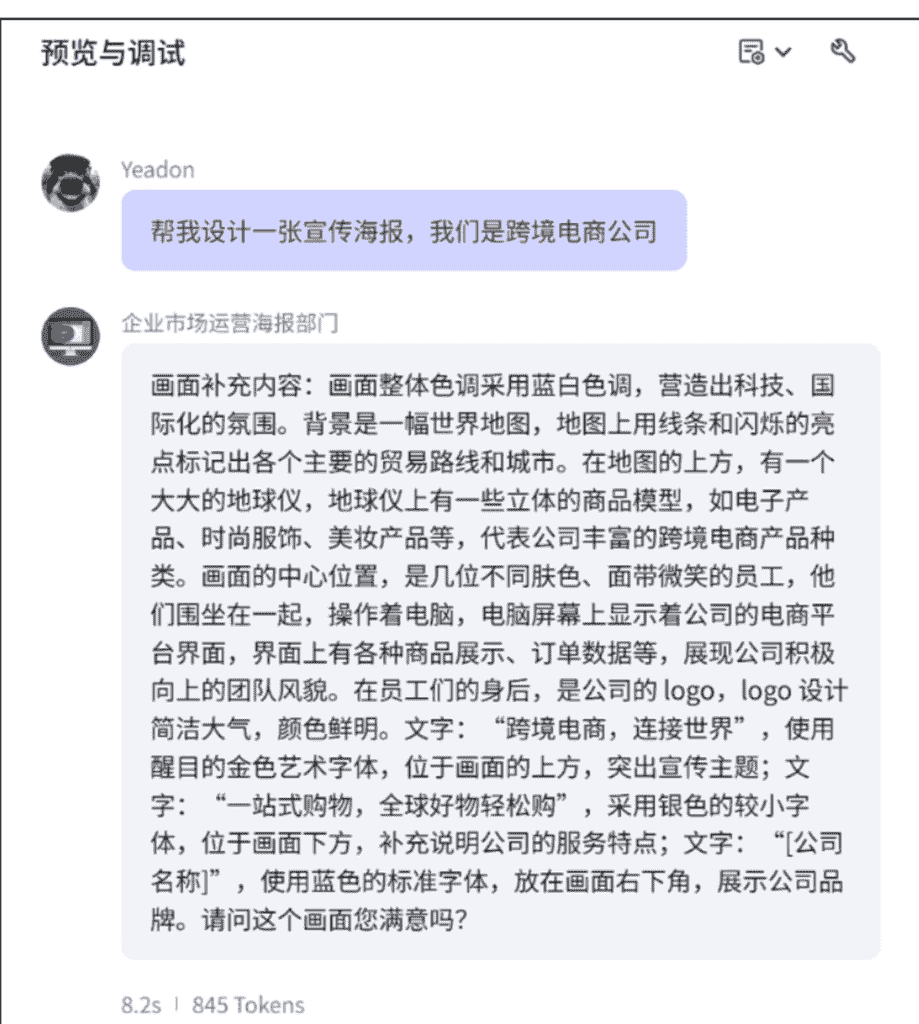 预览与调试
Yeadon
帮我设计一张宣传海报，我们是跨境电商公司
企业市场运营海报部门
画面补充内容：画面整体色调采用蓝白色调，营造出科技、国
际化的氛围。背景是一幅世界地图，地图上用线条和闪烁的亮
点标记出各个主要的贸易路线和城市。在地图的上方，有一个
大大的地球仪，地球仪上有一些立体的商品模型，如电子产
品、时尚服饰、美妆产品等，代表公司丰富的跨境电商产品种
类。画面的中心位置，是几位不同肤色、面带微笑的员工，他
们围坐在一起，操作着电脑，电脑屏幕上显示着公司的电商平
台界面，界面上有各种商品展示、订单数据等，展现公司积极
向上的团队风貌。在员工们的身后，是公司的 logo，logo 设计
简洁大气，颜色鲜明。文字：“跨境电商，连接世界”，使用
醒目的金色艺术字体，位于画面的上方，突出宣传主题；文
字：“一站式购物，全球好物轻松购”，采用银色的较小字
体，位于画面下方，补充说明公司的服务特点；文字：“[公司
名称]”，使用蓝色的标准字体，放在画面右下角，展示公司品
牌。请问这个画面您满意吗？
8.2s | 845 Tokens